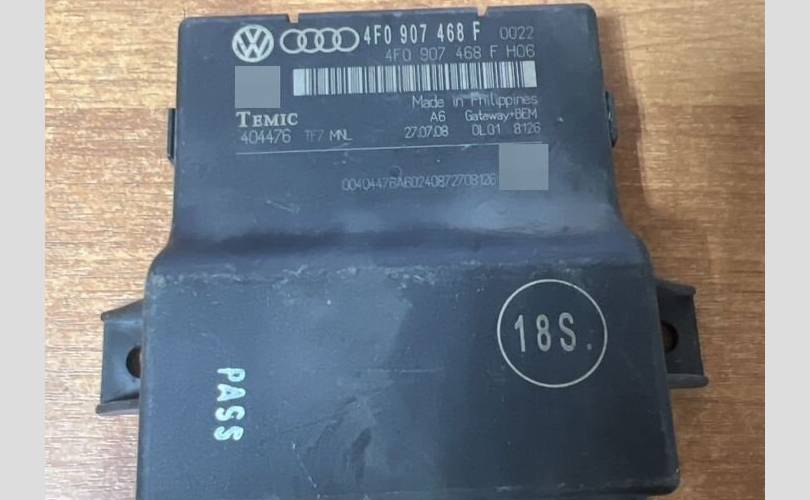 4F0 907 468 F 0022
4F0 907 468 F H06
Made in Philippines
TEMIC A6 Gateway+BEM
404476 TF7 MNL 27.07.08 0L01 8126
18S.
PASS